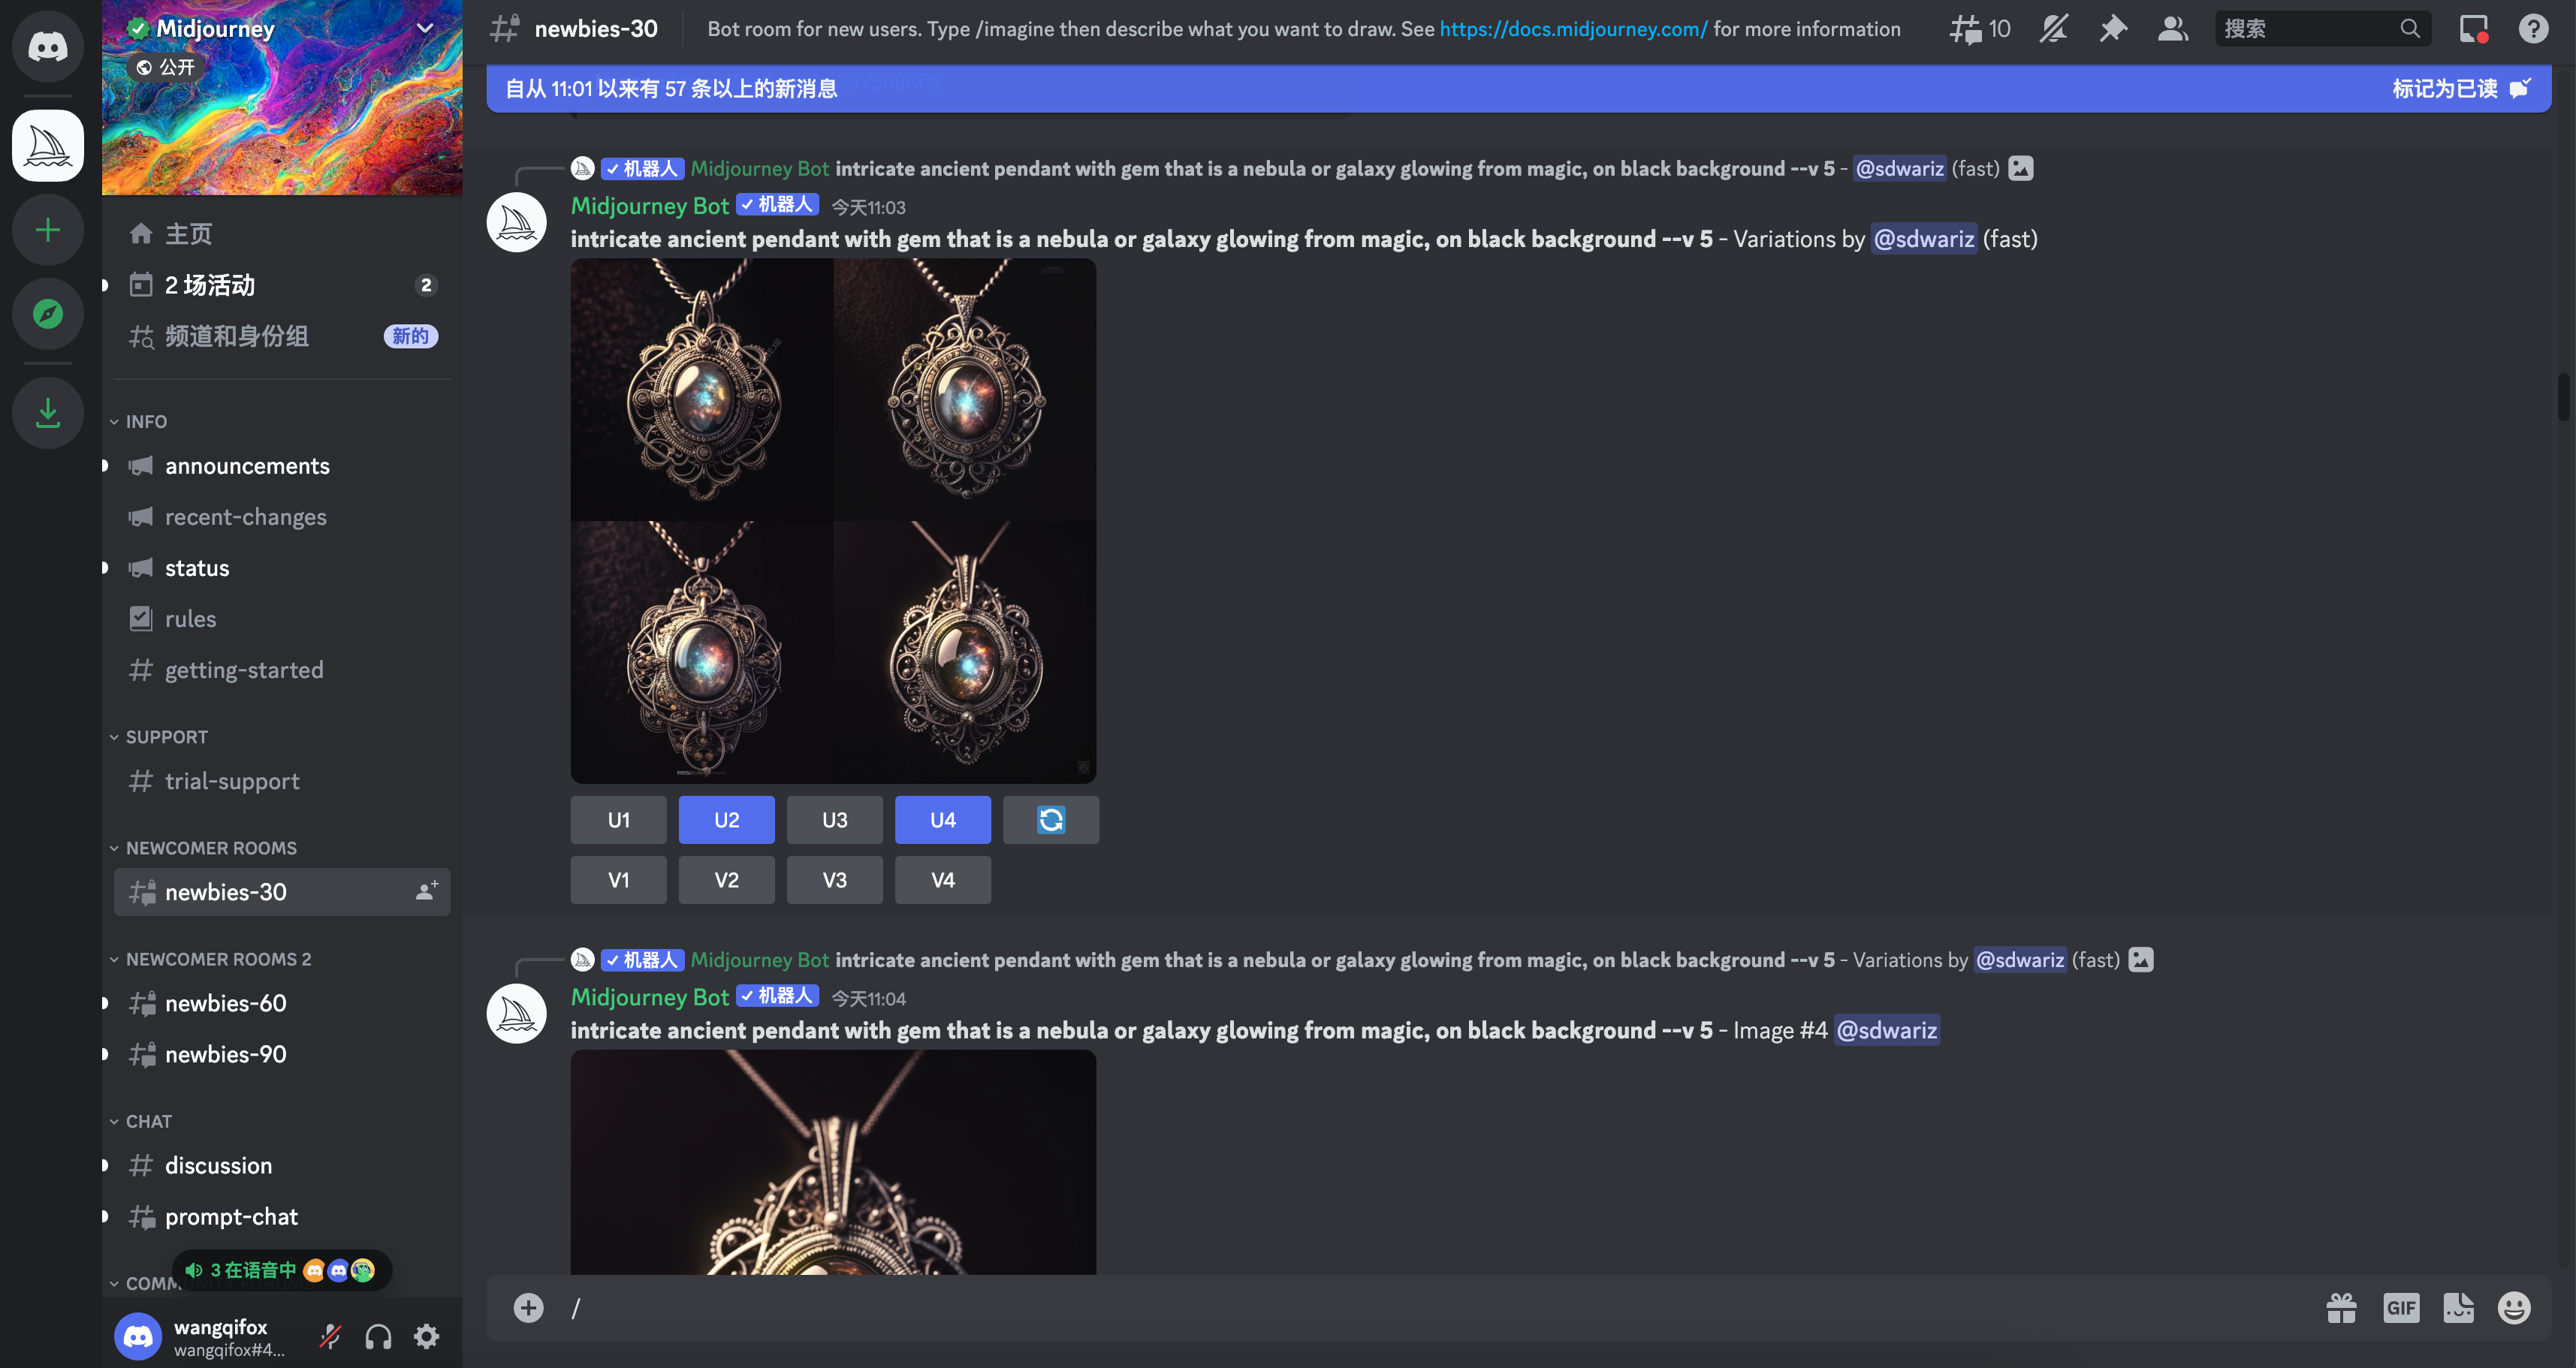 Midjourney
公开
主页
2 场活动
2
频道和身份组
新的
INFO
announcements
recent-changes
status
rules
getting-started
SUPPORT
trial-support
NEWCOMER ROOMS
newbies-30
NEWCOMER ROOMS 2
newbies-60
newbies-90
CHAT
discussion
prompt-chat
3 在语音中
wangqifox
wangqifox#4...
newbies-30
Bot room for new users. Type /imagine then describe what you want to draw. See https://docs.midjourney.com/ for more information
10
搜索
自从 11:01 以来有 57 条以上的新消息
标记为已读
机器人 Midjourney Bot intricate ancient pendant with gem that is a nebula or galaxy glowing from magic, on black background --v 5 - @sdwariz (fast)
Midjourney Bot 机器人 今天11:03
intricate ancient pendant with gem that is a nebula or galaxy glowing from magic, on black background --v 5 - Variations by @sdwariz (fast)
U1 U2 U3 U4
V1 V2 V3 V4
机器人 Midjourney Bot intricate ancient pendant with gem that is a nebula or galaxy glowing from magic, on black background --v 5 - Variations by @sdwariz (fast)
Midjourney Bot 机器人 今天11:04
intricate ancient pendant with gem that is a nebula or galaxy glowing from magic, on black background --v 5 - Image #4 @sdwariz
/
GIF